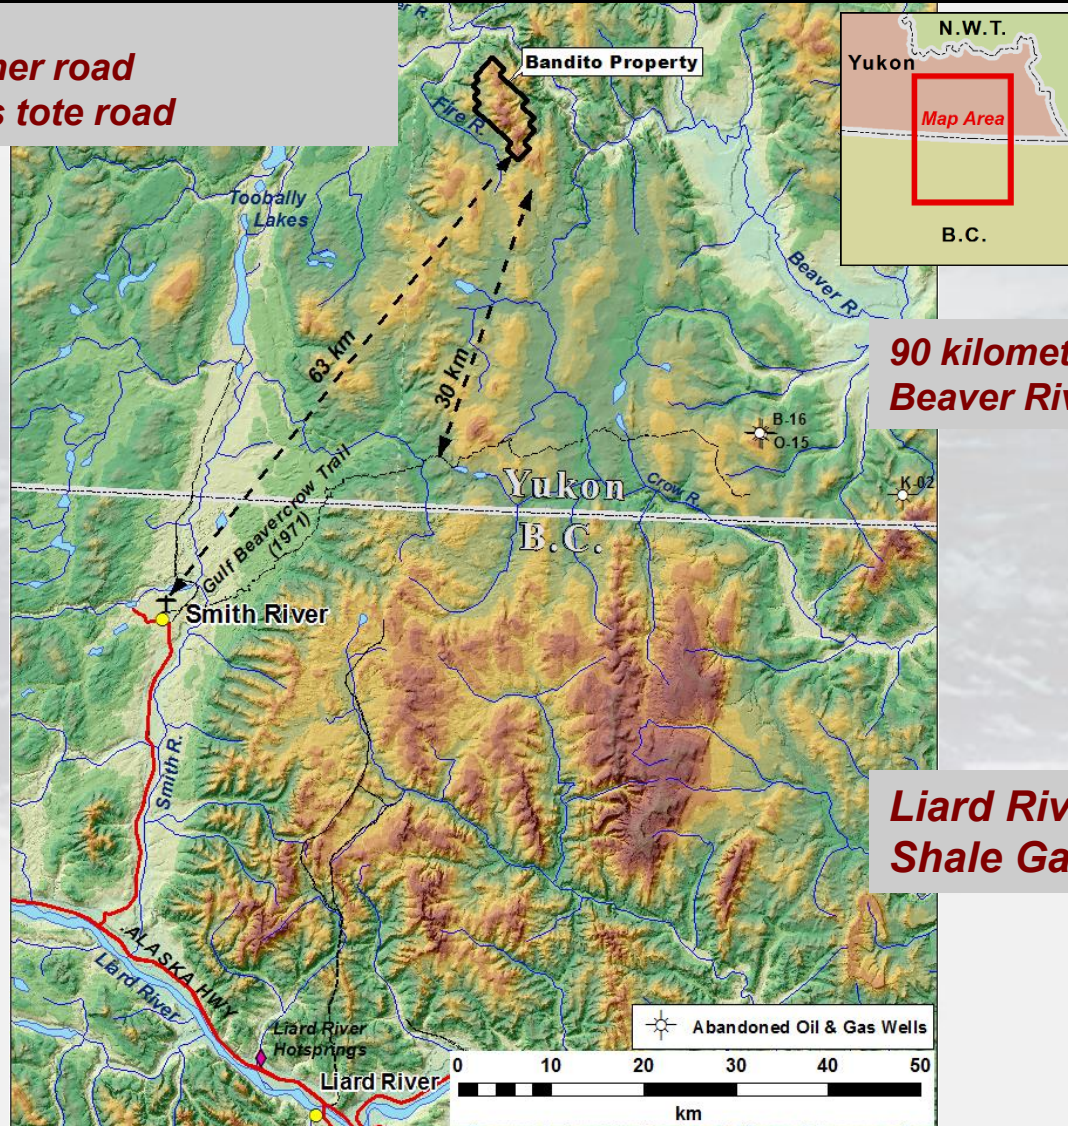 her road
s tote road
Bandito Property
Fire R.
N.W.T.
Yukon
Map Area
B.C.
Toobally
Lakes
Beaver R.
63 km
30 km
90 kilomet
Beaver Riv
B-16
O-15
K-02
Yukon
Crow R.
B.C.
Gulf Beavercrow Trail
(1971)
Smith River
Smith R.
Liard Riv
Shale Ga
ALASKA HWY
Liard River
Liard River
Hotsprings
Liard River
Abandoned Oil & Gas Wells
0 10 20 30 40 50
km